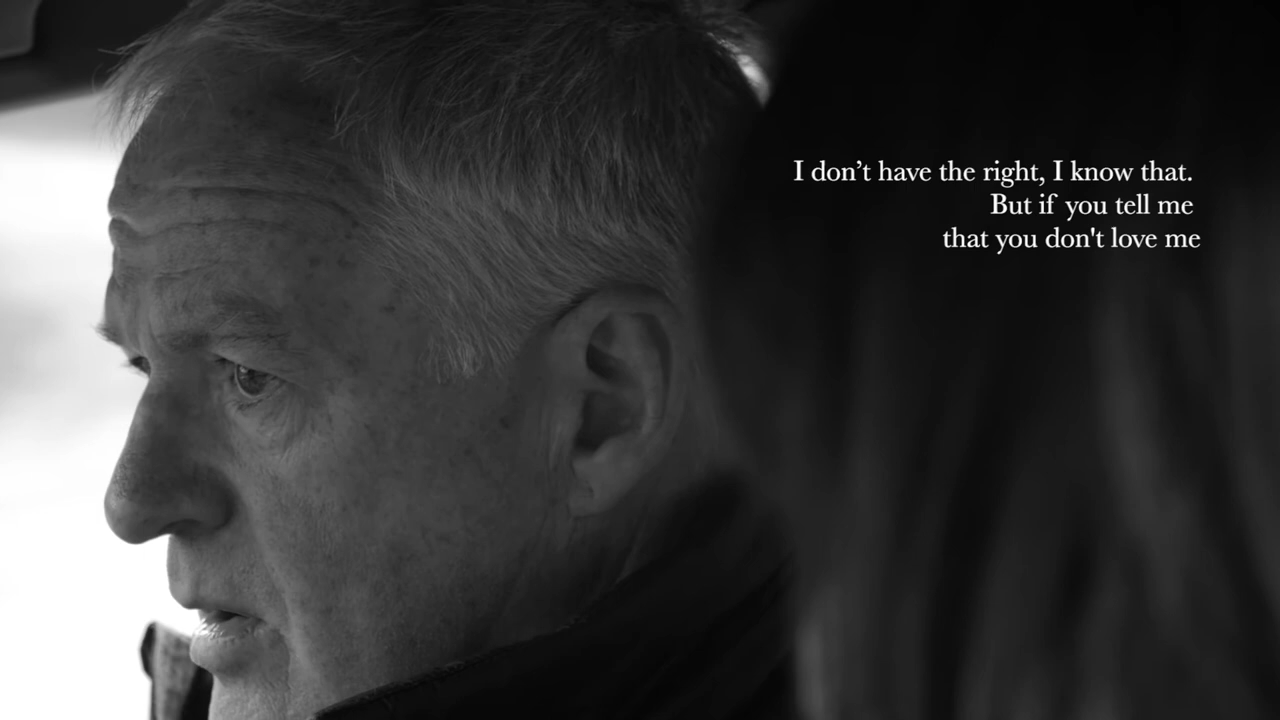 I don’t have the right, I know that.
But if you tell me
that you don't love me